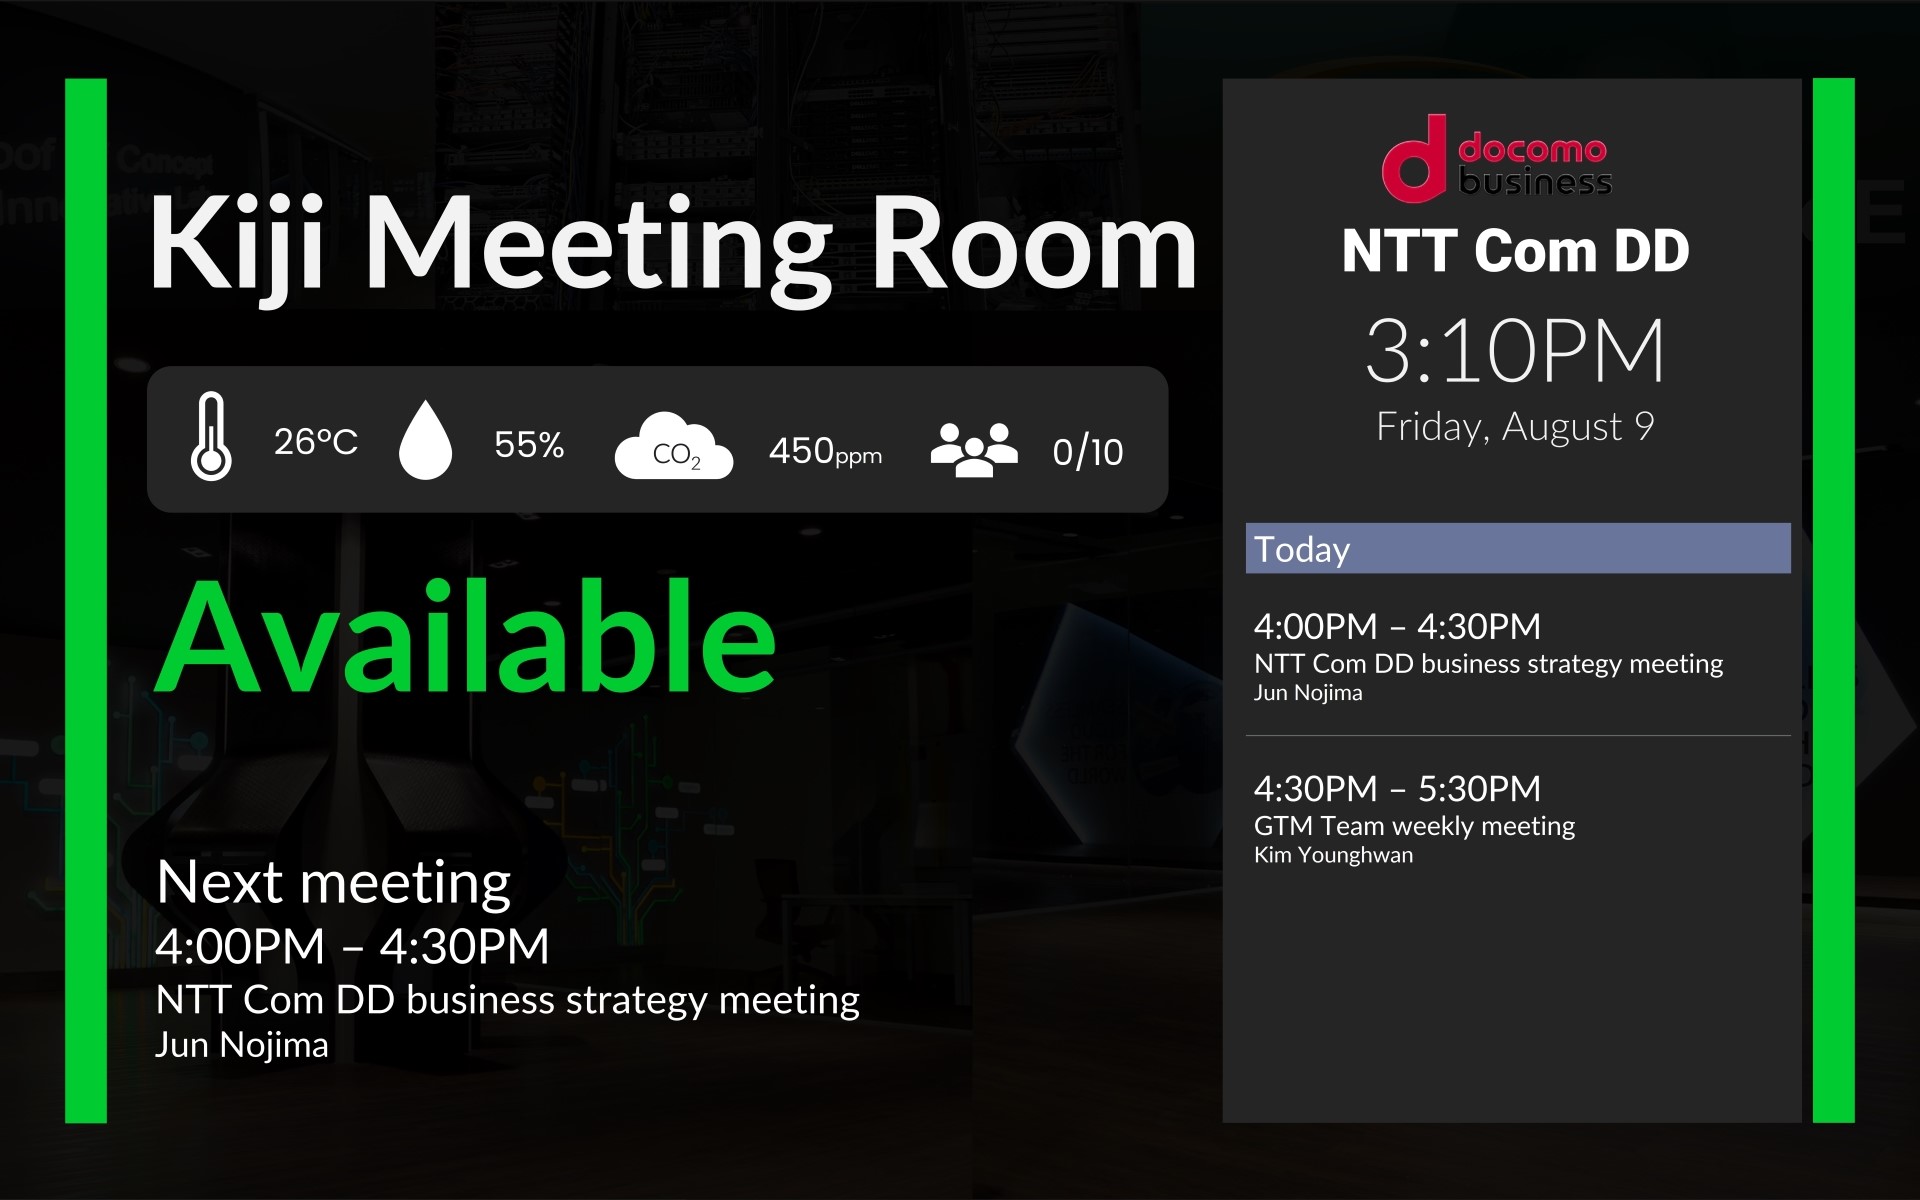 Kiji Meeting Room
26°C
55%
CO2
450ppm
0/10
Available
Next meeting
4:00PM – 4:30PM
NTT Com DD business strategy meeting
Jun Nojima
docomo
business
NTT Com DD
3:10PM
Friday, August 9
Today
4:00PM – 4:30PM
NTT Com DD business strategy meeting
Jun Nojima
4:30PM – 5:30PM
GTM Team weekly meeting
Kim Younghwan